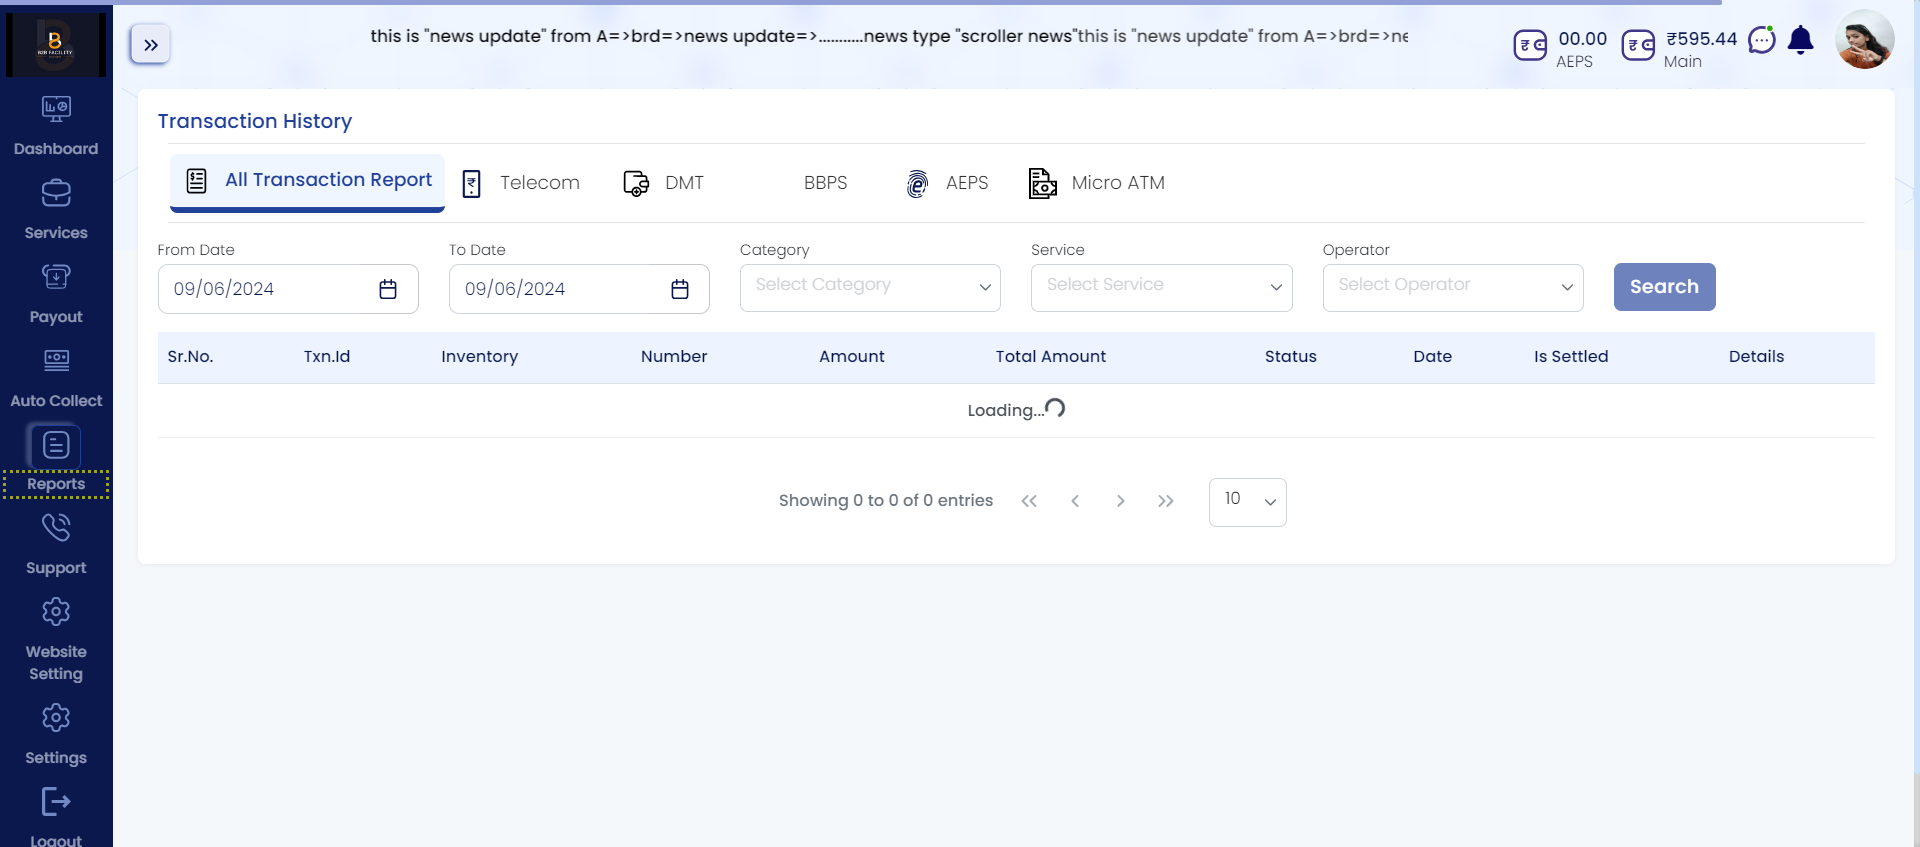 B2B FACILITY
this is "news update" from A=>brd=>news update=>...........news type "scroller news"this is "news update" from A=>brd=>ne
00.00
AEPS
₹595.44
Main
Dashboard
Services
Payout
Auto Collect
Reports
Support
Website
Setting
Settings
Logout
Transaction History
All Transaction Report
Telecom
DMT
BBPS
AEPS
Micro ATM
From Date
To Date
Category
Service
Operator
09/06/2024
09/06/2024
Select Category
Select Service
Select Operator
Search
Sr.No. Txn.Id Inventory Number Amount Total Amount Status Date Is Settled Details
Loading...
Showing 0 to 0 of 0 entries
10